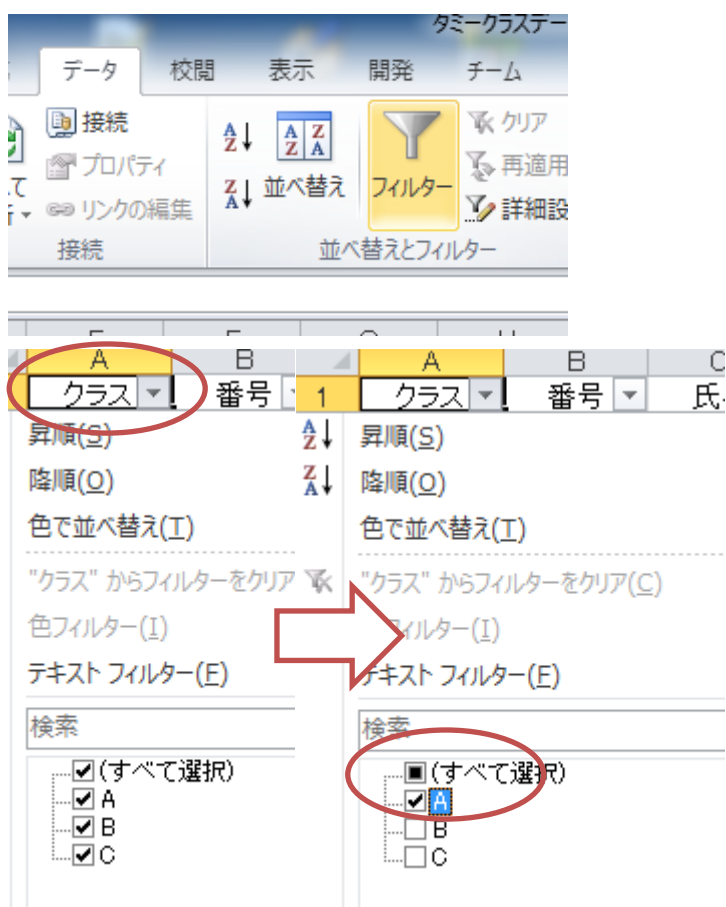 タミークラスデー
データ 校閲 表示 開発 チーム
接続
プロパティ
リンクの編集
接続
並べ替え
フィルター
クリア
再適用
詳細設
並べ替えとフィルター
A B
クラス 番号
昇順(S)
降順(O)
色で並べ替え(T)
"クラス" からフィルターをクリア
色フィルター(I)
テキスト フィルター(F)
検索
(すべて選択)
A
B
C
A B C
1 クラス 番号 氏
昇順(S)
降順(O)
色で並べ替え(T)
"クラス" からフィルターをクリア(C)
ィルター(I)
テキスト フィルター(F)
検索
(すべて選択)
A
B
C